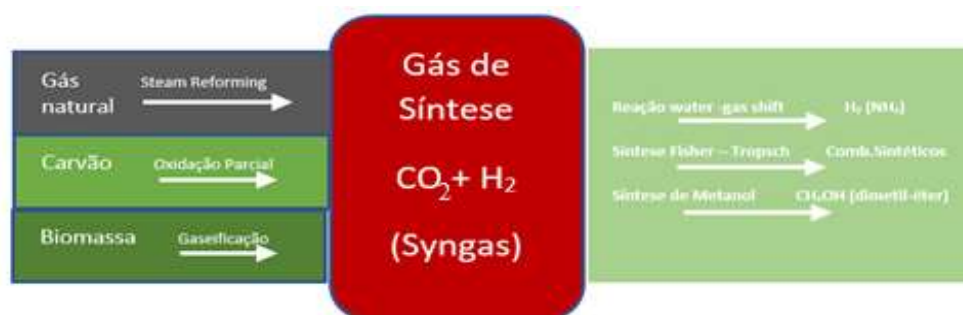 Gás
natural
Steam Reforming
Carvão
Oxidação Parcial
Biomassa
Gaseificação
Gás de
Síntese
CO2+ H2
(Syngas)
Reação water -gas shift
H2 (NH3)
Síntese Fisher – Tropsch
Comb.Sintéticos
Síntese de Metanol
CH3OH (dimetil-éter)